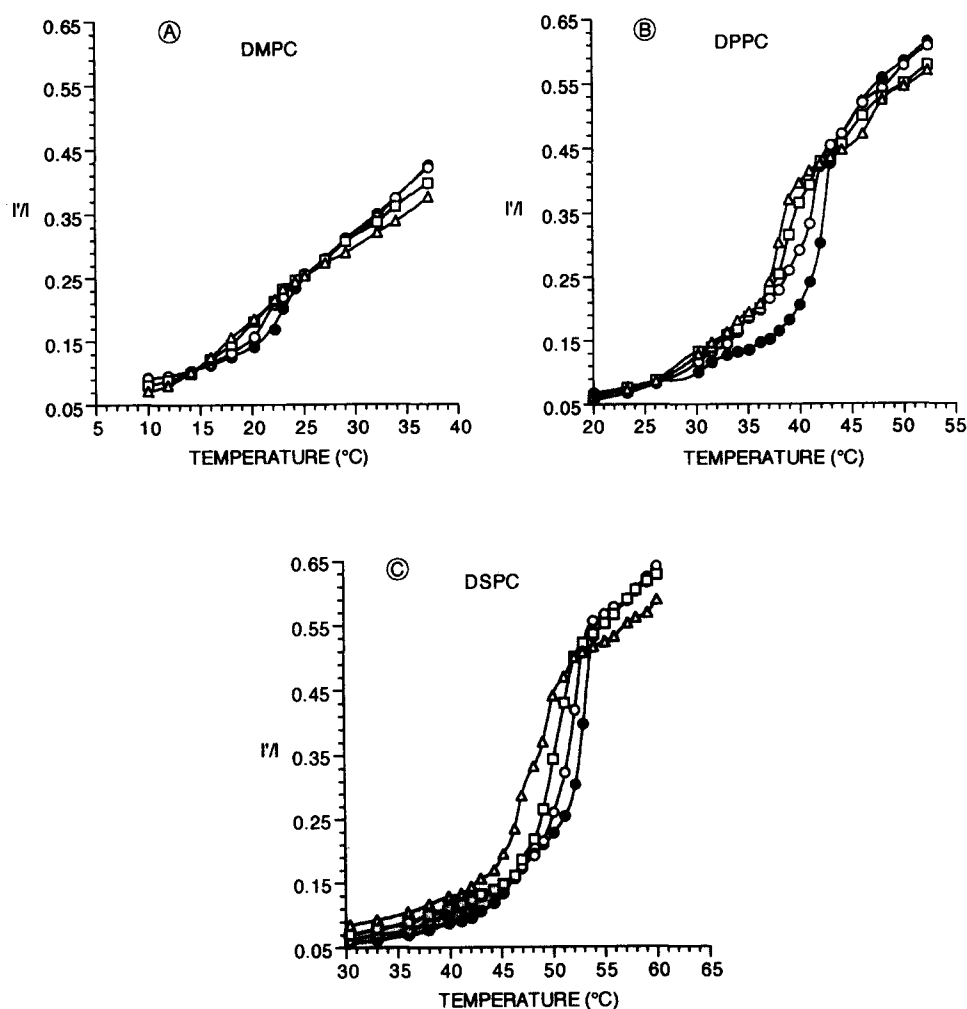 A
DMPC
0.65
0.55
0.45
0.35
0.25
0.15
0.05
I'/I
5 10 15 20 25 30 35 40
TEMPERATURE (°C)
B
DPPC
0.65
0.55
0.45
0.35
0.25
0.15
0.05
I'/I
20 25 30 35 40 45 50 55
TEMPERATURE (°C)
C
DSPC
0.65
0.55
0.45
0.35
0.25
0.15
0.05
I'/I
30 35 40 45 50 55 60 65
TEMPERATURE (°C)